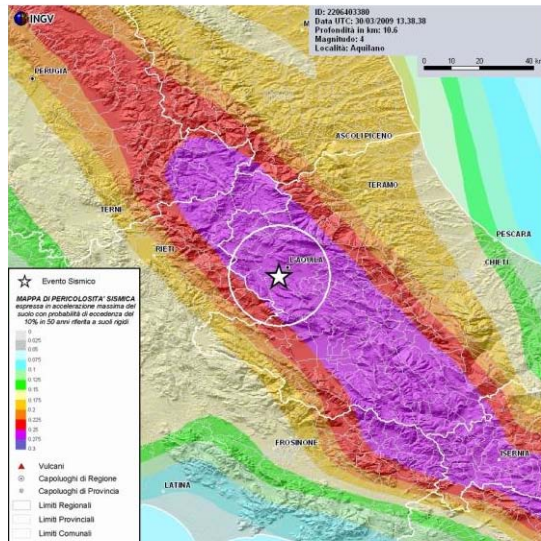 INGV
ID: 2206403380
Data UTC: 30/03/2009 13.38.38
Profondità in km: 10.6
Magnitudo: 4
Località: Aquilano
0 10 20 40 km
PERUGIA
ASCOLI PICENO
TERAMO
TERNI
PESCARA
RIETI
CHIETI
L'AQUILA
FROSINONE
ISERNIA
LATINA
Evento Sismico
MAPPA DI PERICOLOSITA' SISMICA
espressa in accelerazione massima del
suolo con probabilità di eccedenza del
10% in 50 anni riferita a suoli rigidi
0
0.025
0.05
0.075
0.1
0.125
0.15
0.175
0.2
0.225
0.25
0.275
0.3
Vulcani
Capoluoghi di Regione
Capoluoghi di Provincia
Limiti Regionali
Limiti Provinciali
Limiti Comunali